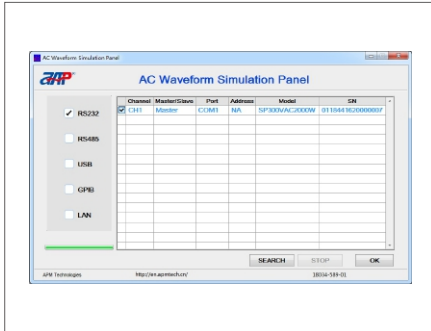 AC Waveform Simulation Panel
APM AC Waveform Simulation Panel
Channel Master/Slave Port Address Model SN
CH1 Master COM1 NA SP300VAC2000W
RS232
RS485
USB
GPIB
LAN
SEARCH STOP OK
APM Technologies http://en.apmtech.cn/